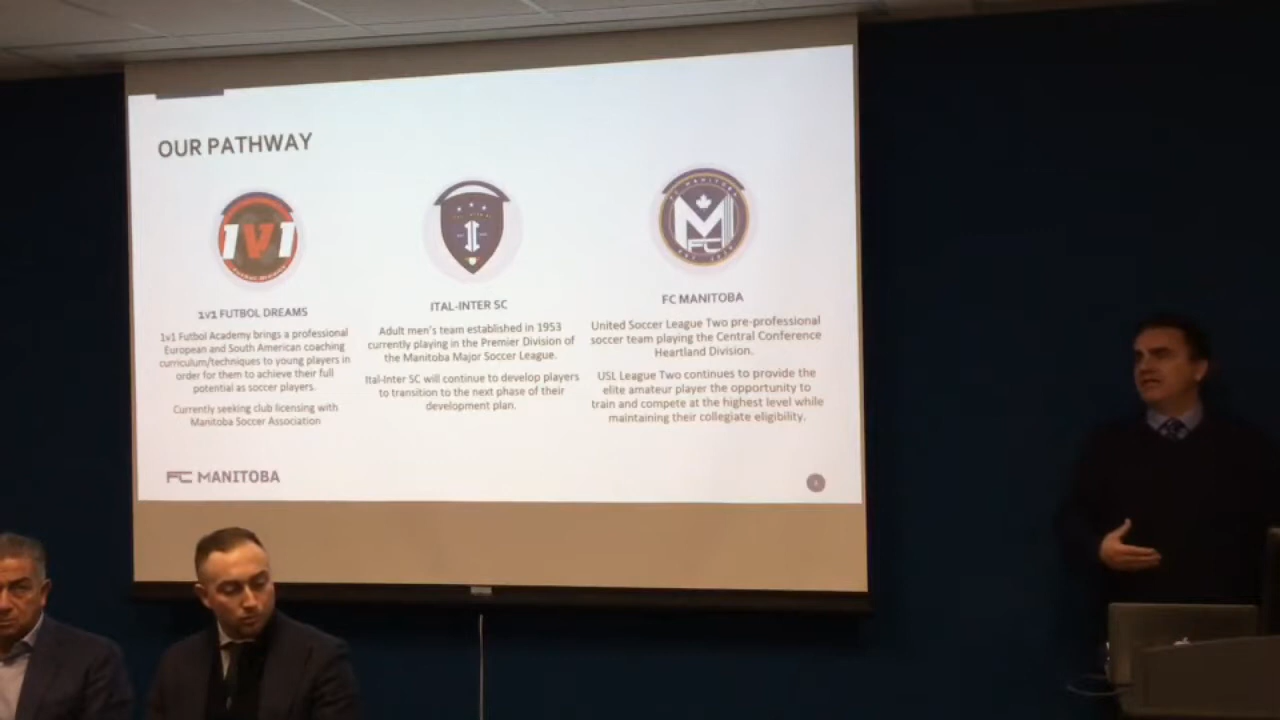 OUR PATHWAY
1V1
1V1 FUTBOL DREAMS
1v1 Futbol Academy brings a professional
European and South American coaching
curriculum/techniques to young players in
order for them to achieve their full
potential as soccer players.
Currently seeking club licensing with
Manitoba Soccer Association
ITAL-INTER SC
Adult men's team established in 1953
currently playing in the Premier Division of
the Manitoba Major Soccer League.
Ital-Inter SC will continue to develop players
to transition to the next phase of their
development plan.
FC MANITOBA
M
FC
FC MANITOBA
United Soccer League Two pre-professional
soccer team playing the Central Conference
Heartland Division.
USL League Two continues to provide the
elite amateur player the opportunity to
train and compete at the highest level while
maintaining their collegiate eligibility.
FC MANITOBA